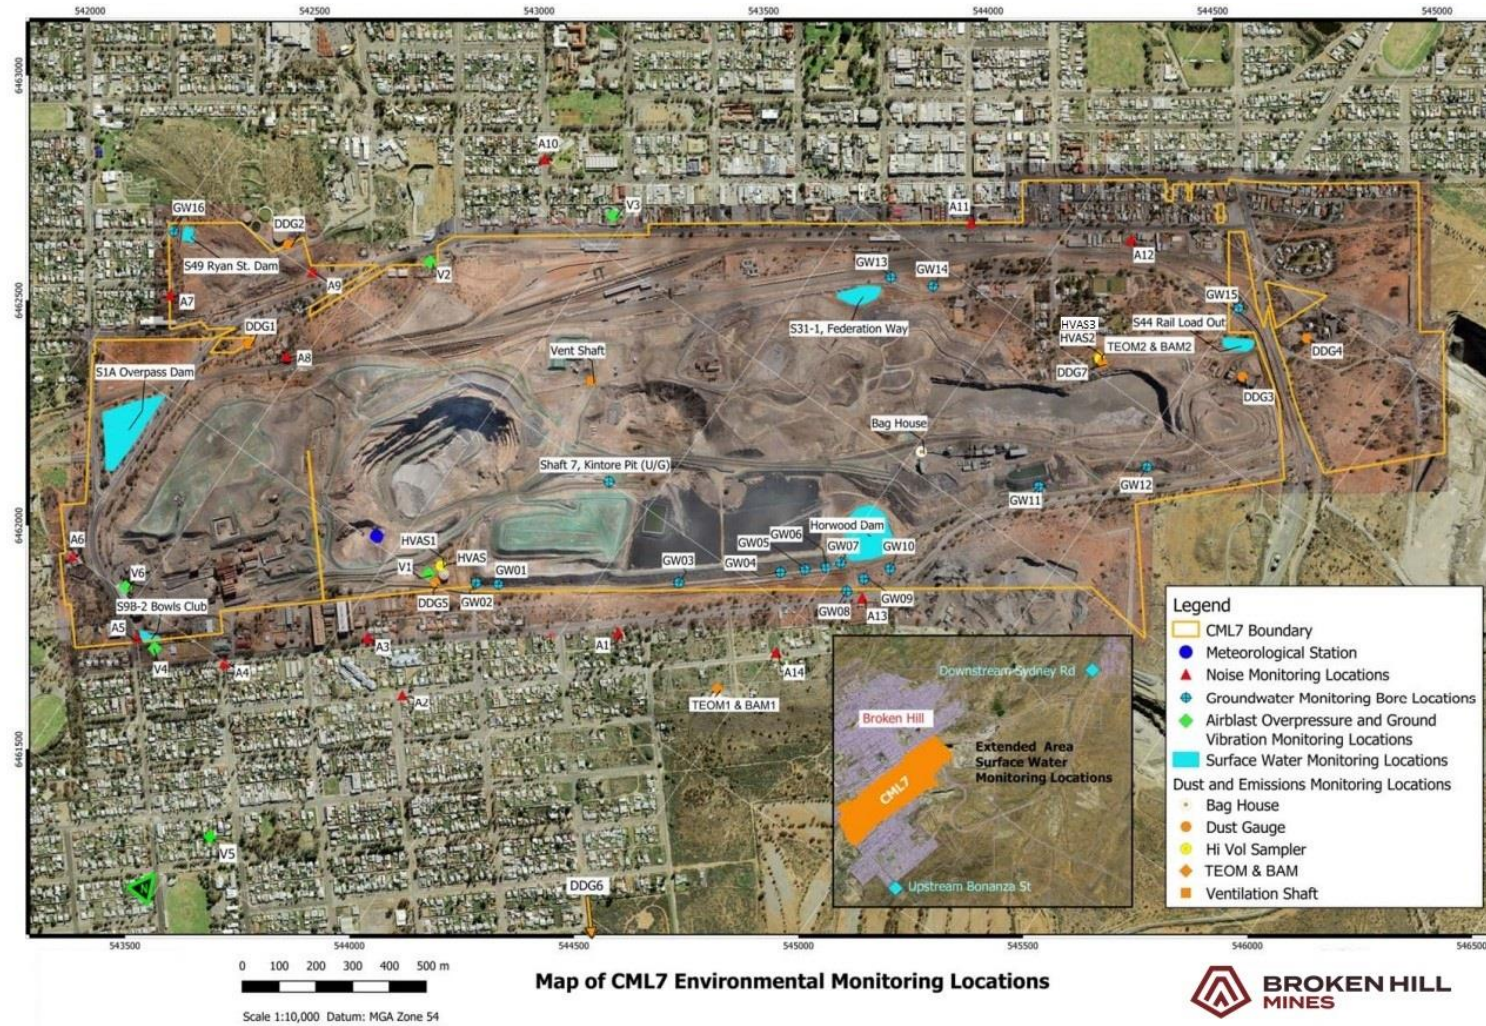 542000
542500
543000
543500
544000
544500
545000
6463000
6462500
6462000
6461500
A10
GW16
DDG2
V3
A11
S49 Ryan St. Dam
V2
A12
A7
A9
GW13
GW14
DDG1
GW15
S31-1, Federation Way
HVAS3
HVAS2
S44 Rail Load Out
TEOM2 & BAM2
A8
Vent Shaft
DDG7
DDG4
S1A Overpass Dam
DDG3
Bag House
Shaft 7, Kintore Pit (U/G)
GW12
GW11
Horwood Dam
A6
HVAS1
HVAS
GW06
GW05
GW07
GW10
GW04
GW03
V6
V1
GW01
DDG5
GW02
GW09
GW08
A13
S9B-2 Bowls Club
A5
V4
A4
A3
A1
A14
A2
TEOM1 & BAM1
V5
N
DDG6
Downstream Sydney Rd
Broken Hill
Extended Area
Surface Water
Monitoring Locations
CML7
Upstream Bonanza St
Legend
CML7 Boundary
Meteorological Station
Noise Monitoring Locations
Groundwater Monitoring Bore Locations
Airblast Overpressure and Ground
Vibration Monitoring Locations
Surface Water Monitoring Locations
Dust and Emissions Monitoring Locations
Bag House
Dust Gauge
Hi Vol Sampler
TEOM & BAM
Ventilation Shaft
543500
544000
544500
545000
545500
546000
546500
0 100 200 300 400 500 m
Scale 1:10,000 Datum: MGA Zone 54
Map of CML7 Environmental Monitoring Locations
BROKEN HILL
MINES